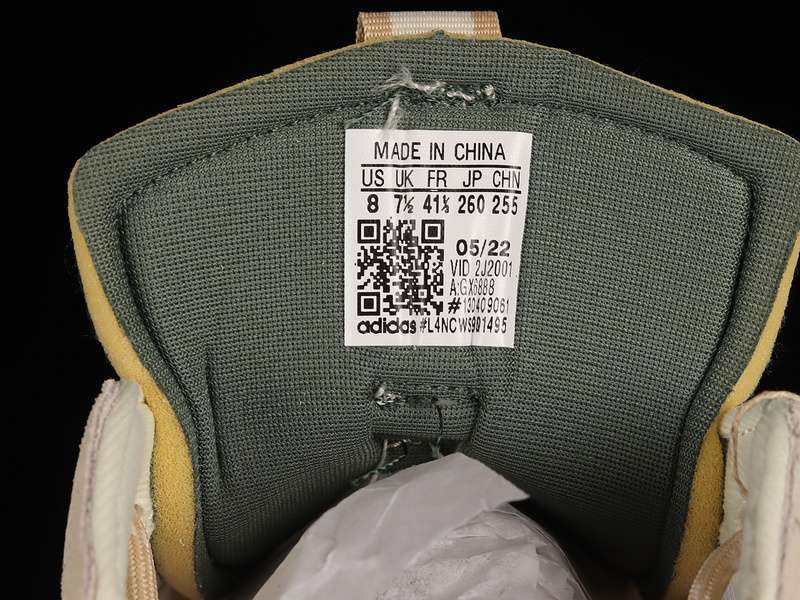 MADE IN CHINA
US UK FR JP CHN
8 7½ 41⅓ 260 255
05/22
VID 2J2001
A:GX6888
#130409061
adidas #L4NCWS901495